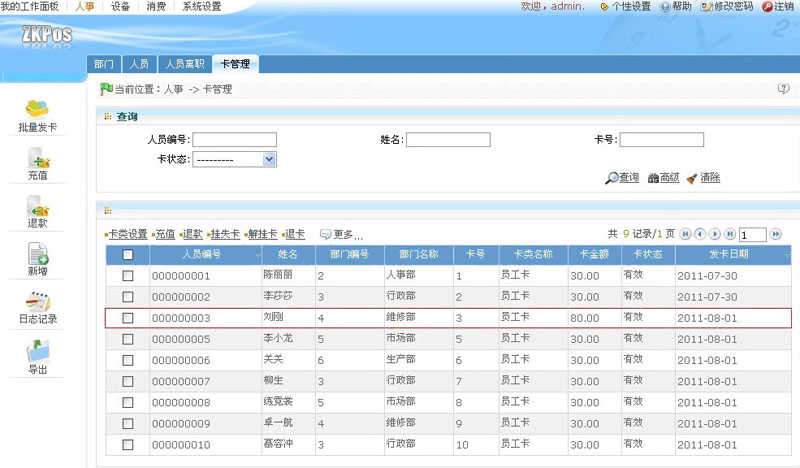 我的工作面板 人事 设备 消费 系统设置 欢迎, admin. 个性设置 帮助 修改密码 注销
ZKPos
部门 人员 人员离职 卡管理
当前位置：人事 -> 卡管理
批量发卡
充值
退款
新增
日志记录
导出
查询
人员编号: 姓名: 卡号:
卡状态: ---------
查询 高级 清除
卡类设置 充值 退款 挂失卡 解挂卡 退卡 更多... 共 9 记录/1 页 1
人员编号 姓名 部门编号 部门名称 卡号 卡类名称 卡金额 卡状态 发卡日期
000000001 陈丽丽 2 人事部 1 员工卡 30.00 有效 2011-07-30
000000002 李莎莎 3 行政部 2 员工卡 30.00 有效 2011-07-30
000000003 刘刚 4 维修部 3 员工卡 80.00 有效 2011-08-01
000000005 李小龙 5 市场部 5 员工卡 30.00 有效 2011-08-01
000000006 关关 6 生产部 6 员工卡 30.00 有效 2011-08-01
000000007 柳生 3 行政部 7 员工卡 30.00 有效 2011-08-01
000000008 练霓裳 5 市场部 8 员工卡 30.00 有效 2011-08-01
000000009 卓一航 4 维修部 9 员工卡 30.00 有效 2011-08-01
000000010 慕容冲 3 行政部 10 员工卡 30.00 有效 2011-08-01